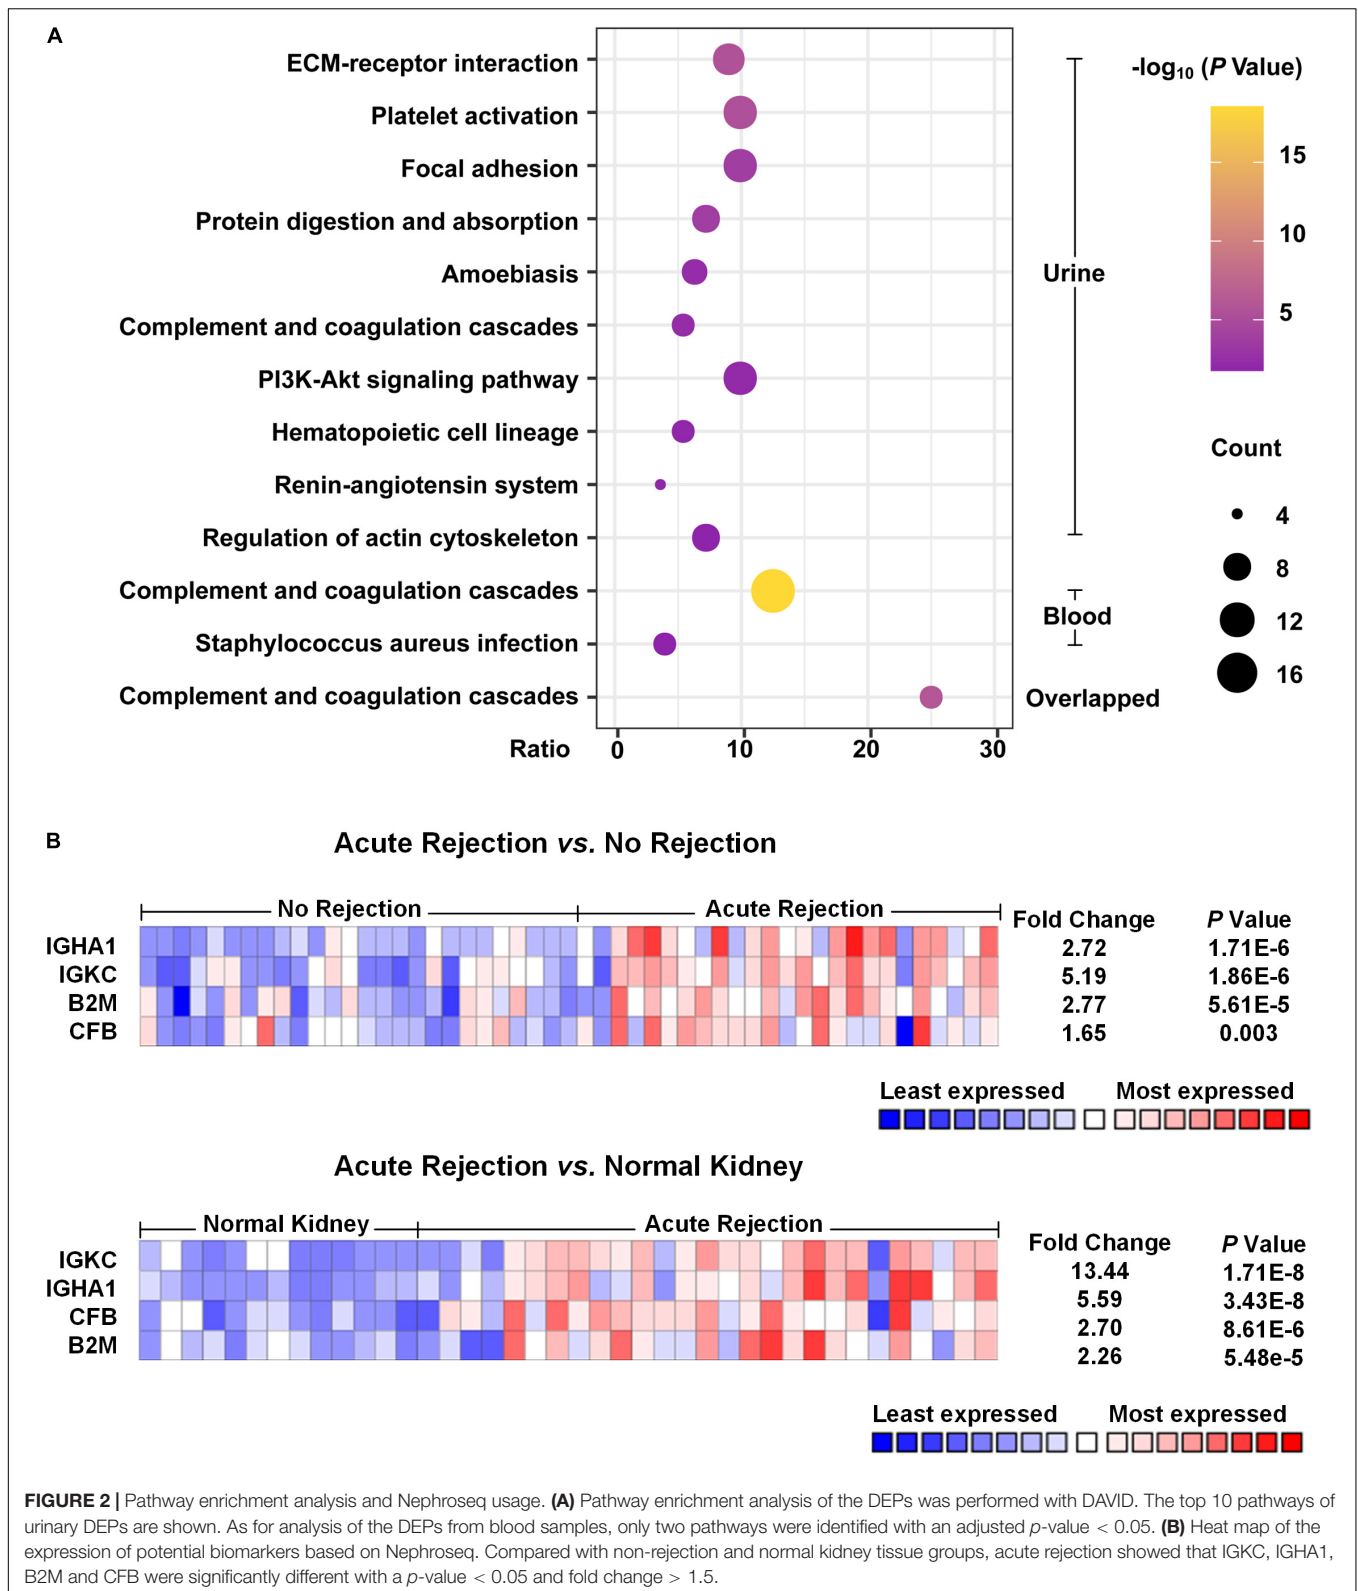 A
ECM-receptor interaction
Platelet activation
Focal adhesion
Protein digestion and absorption
Amoebiasis
Complement and coagulation cascades
PI3K-Akt signaling pathway
Hematopoietic cell lineage
Renin-angiotensin system
Regulation of actin cytoskeleton
Complement and coagulation cascades
Staphylococcus aureus infection
Complement and coagulation cascades
Ratio 0 10 20 30
Urine
Blood
Overlapped
-log10 (P Value)
15
10
5
Count
4
8
12
16
B
Acute Rejection vs. No Rejection
No Rejection Acute Rejection Fold Change P Value
IGHA1 2.72 1.71E-6
IGKC 5.19 1.86E-6
B2M 2.77 5.61E-5
CFB 1.65 0.003
Least expressed Most expressed
Acute Rejection vs. Normal Kidney
Normal Kidney Acute Rejection Fold Change P Value
IGKC 13.44 1.71E-8
IGHA1 5.59 3.43E-8
CFB 2.70 8.61E-6
B2M 2.26 5.48e-5
Least expressed Most expressed
FIGURE 2 | Pathway enrichment analysis and Nephroseq usage. (A) Pathway enrichment analysis of the DEPs was performed with DAVID. The top 10 pathways of
urinary DEPs are shown. As for analysis of the DEPs from blood samples, only two pathways were identified with an adjusted p-value < 0.05. (B) Heat map of the
expression of potential biomarkers based on Nephroseq. Compared with non-rejection and normal kidney tissue groups, acute rejection showed that IGKC, IGHA1,
B2M and CFB were significantly different with a p-value < 0.05 and fold change > 1.5.